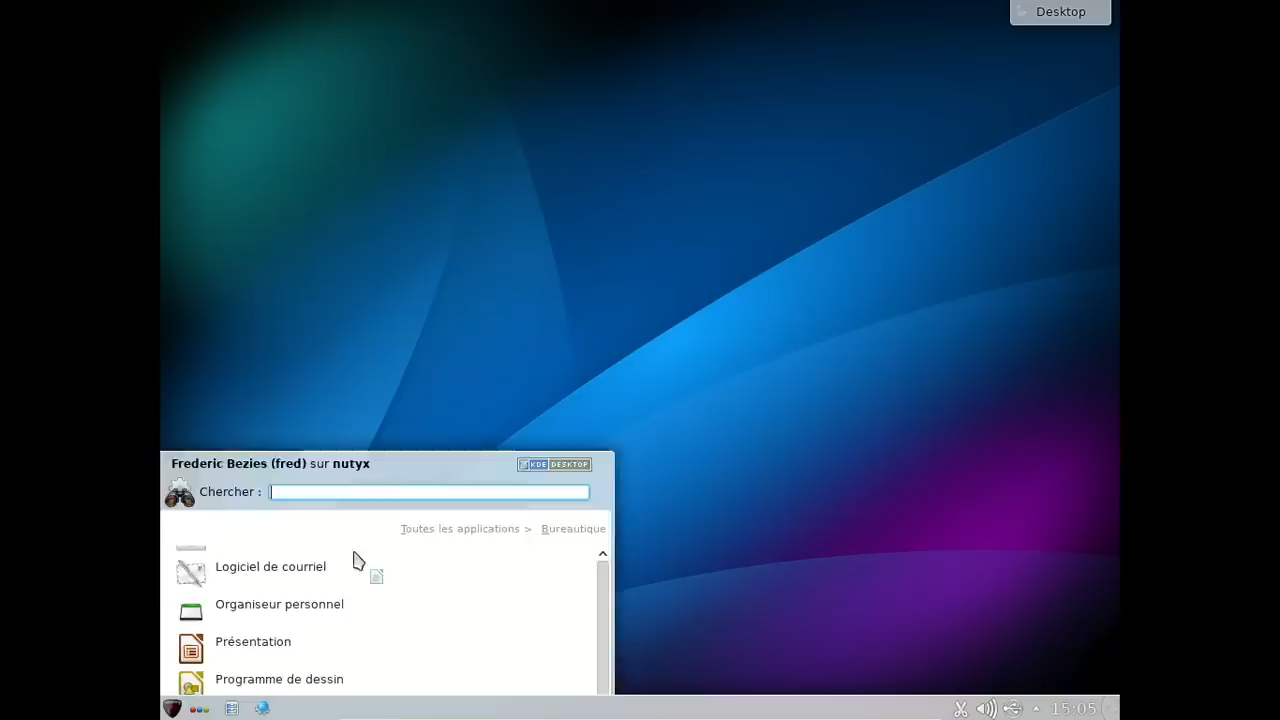 Desktop
Frederic Bezies (fred) sur nutyx
KDE DESKTOP
Chercher :
Toutes les applications > Bureautique
Logiciel de courriel
Organiseur personnel
Présentation
Programme de dessin
15:05